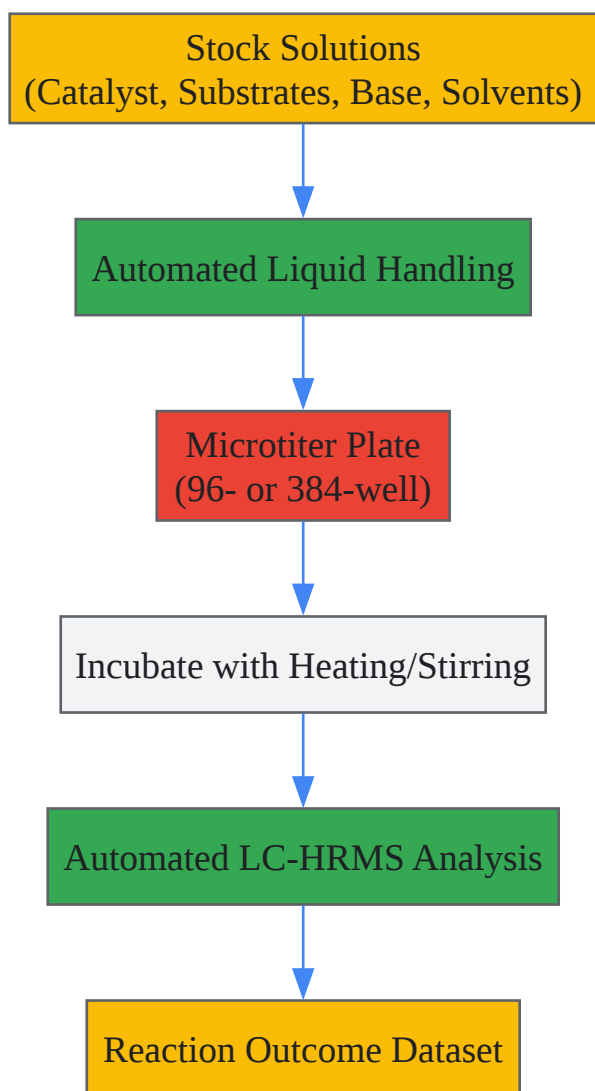 Stock Solutions
(Catalyst, Substrates, Base, Solvents)
Automated Liquid Handling
Microtiter Plate
(96- or 384-well)
Incubate with Heating/Stirring
Automated LC-HRMS Analysis
Reaction Outcome Dataset